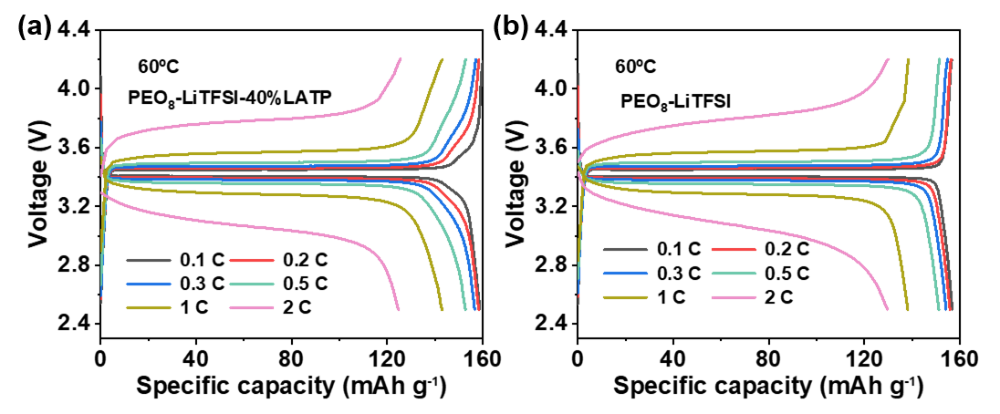 (a)
4.4
4.0
3.6
3.2
2.8
2.4
Voltage (V)
60ºC
PEO₈-LiTFSI-40%LATP
0.1 C 0.2 C
0.3 C 0.5 C
1 C 2 C
0 40 80 120 160
Specific capacity (mAh g⁻¹)
(b)
4.4
4.0
3.6
3.2
2.8
2.4
Voltage (V)
60ºC
PEO₈-LiTFSI
0.1 C 0.2 C
0.3 C 0.5 C
1 C 2 C
0 40 80 120 160
Specific capacity (mAh g⁻¹)